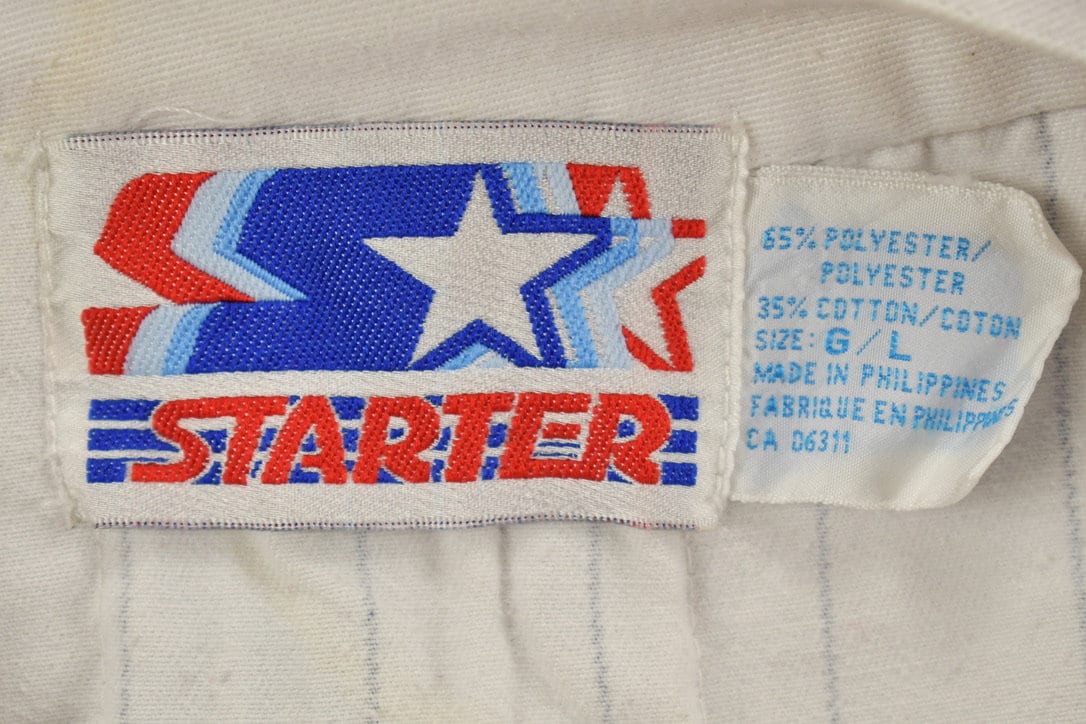 STARTER
65% POLYESTER/
POLYESTER
35% COTTON/COTON
SIZE: G/L
MADE IN PHILIPPINES
FABRIQUE EN PHILIPPINES
CA 06311